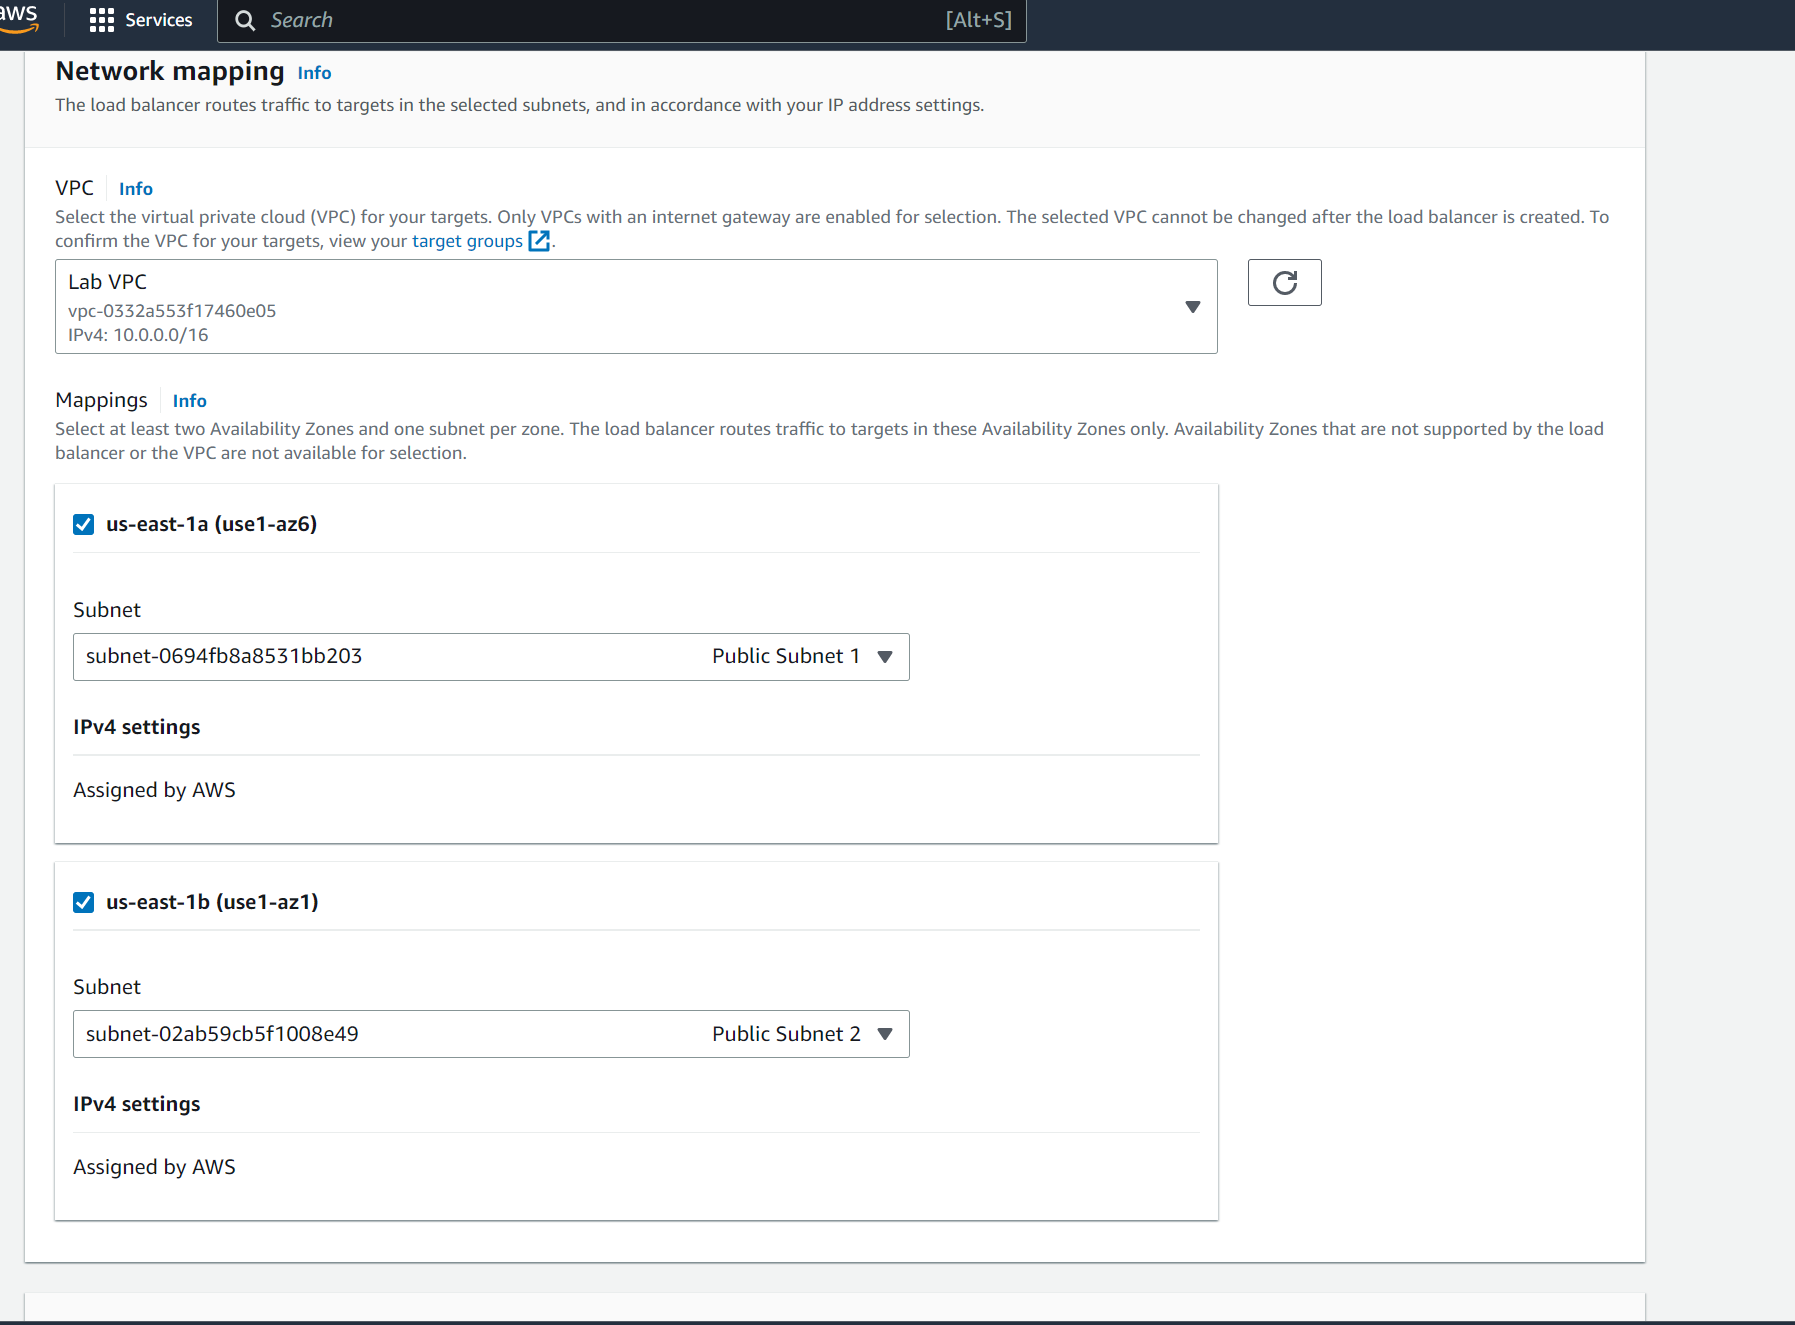 aws
Services
Search
[Alt+S]
Network mapping Info
The load balancer routes traffic to targets in the selected subnets, and in accordance with your IP address settings.
VPC Info
Select the virtual private cloud (VPC) for your targets. Only VPCs with an internet gateway are enabled for selection. The selected VPC cannot be changed after the load balancer is created. To
confirm the VPC for your targets, view your target groups.
Lab VPC
vpc-0332a553f17460e05
IPv4: 10.0.0.0/16
Mappings Info
Select at least two Availability Zones and one subnet per zone. The load balancer routes traffic to targets in these Availability Zones only. Availability Zones that are not supported by the load
balancer or the VPC are not available for selection.
us-east-1a (use1-az6)
Subnet
subnet-0694fb8a8531bb203 Public Subnet 1
IPv4 settings
Assigned by AWS
us-east-1b (use1-az1)
Subnet
subnet-02ab59cb5f1008e49 Public Subnet 2
IPv4 settings
Assigned by AWS